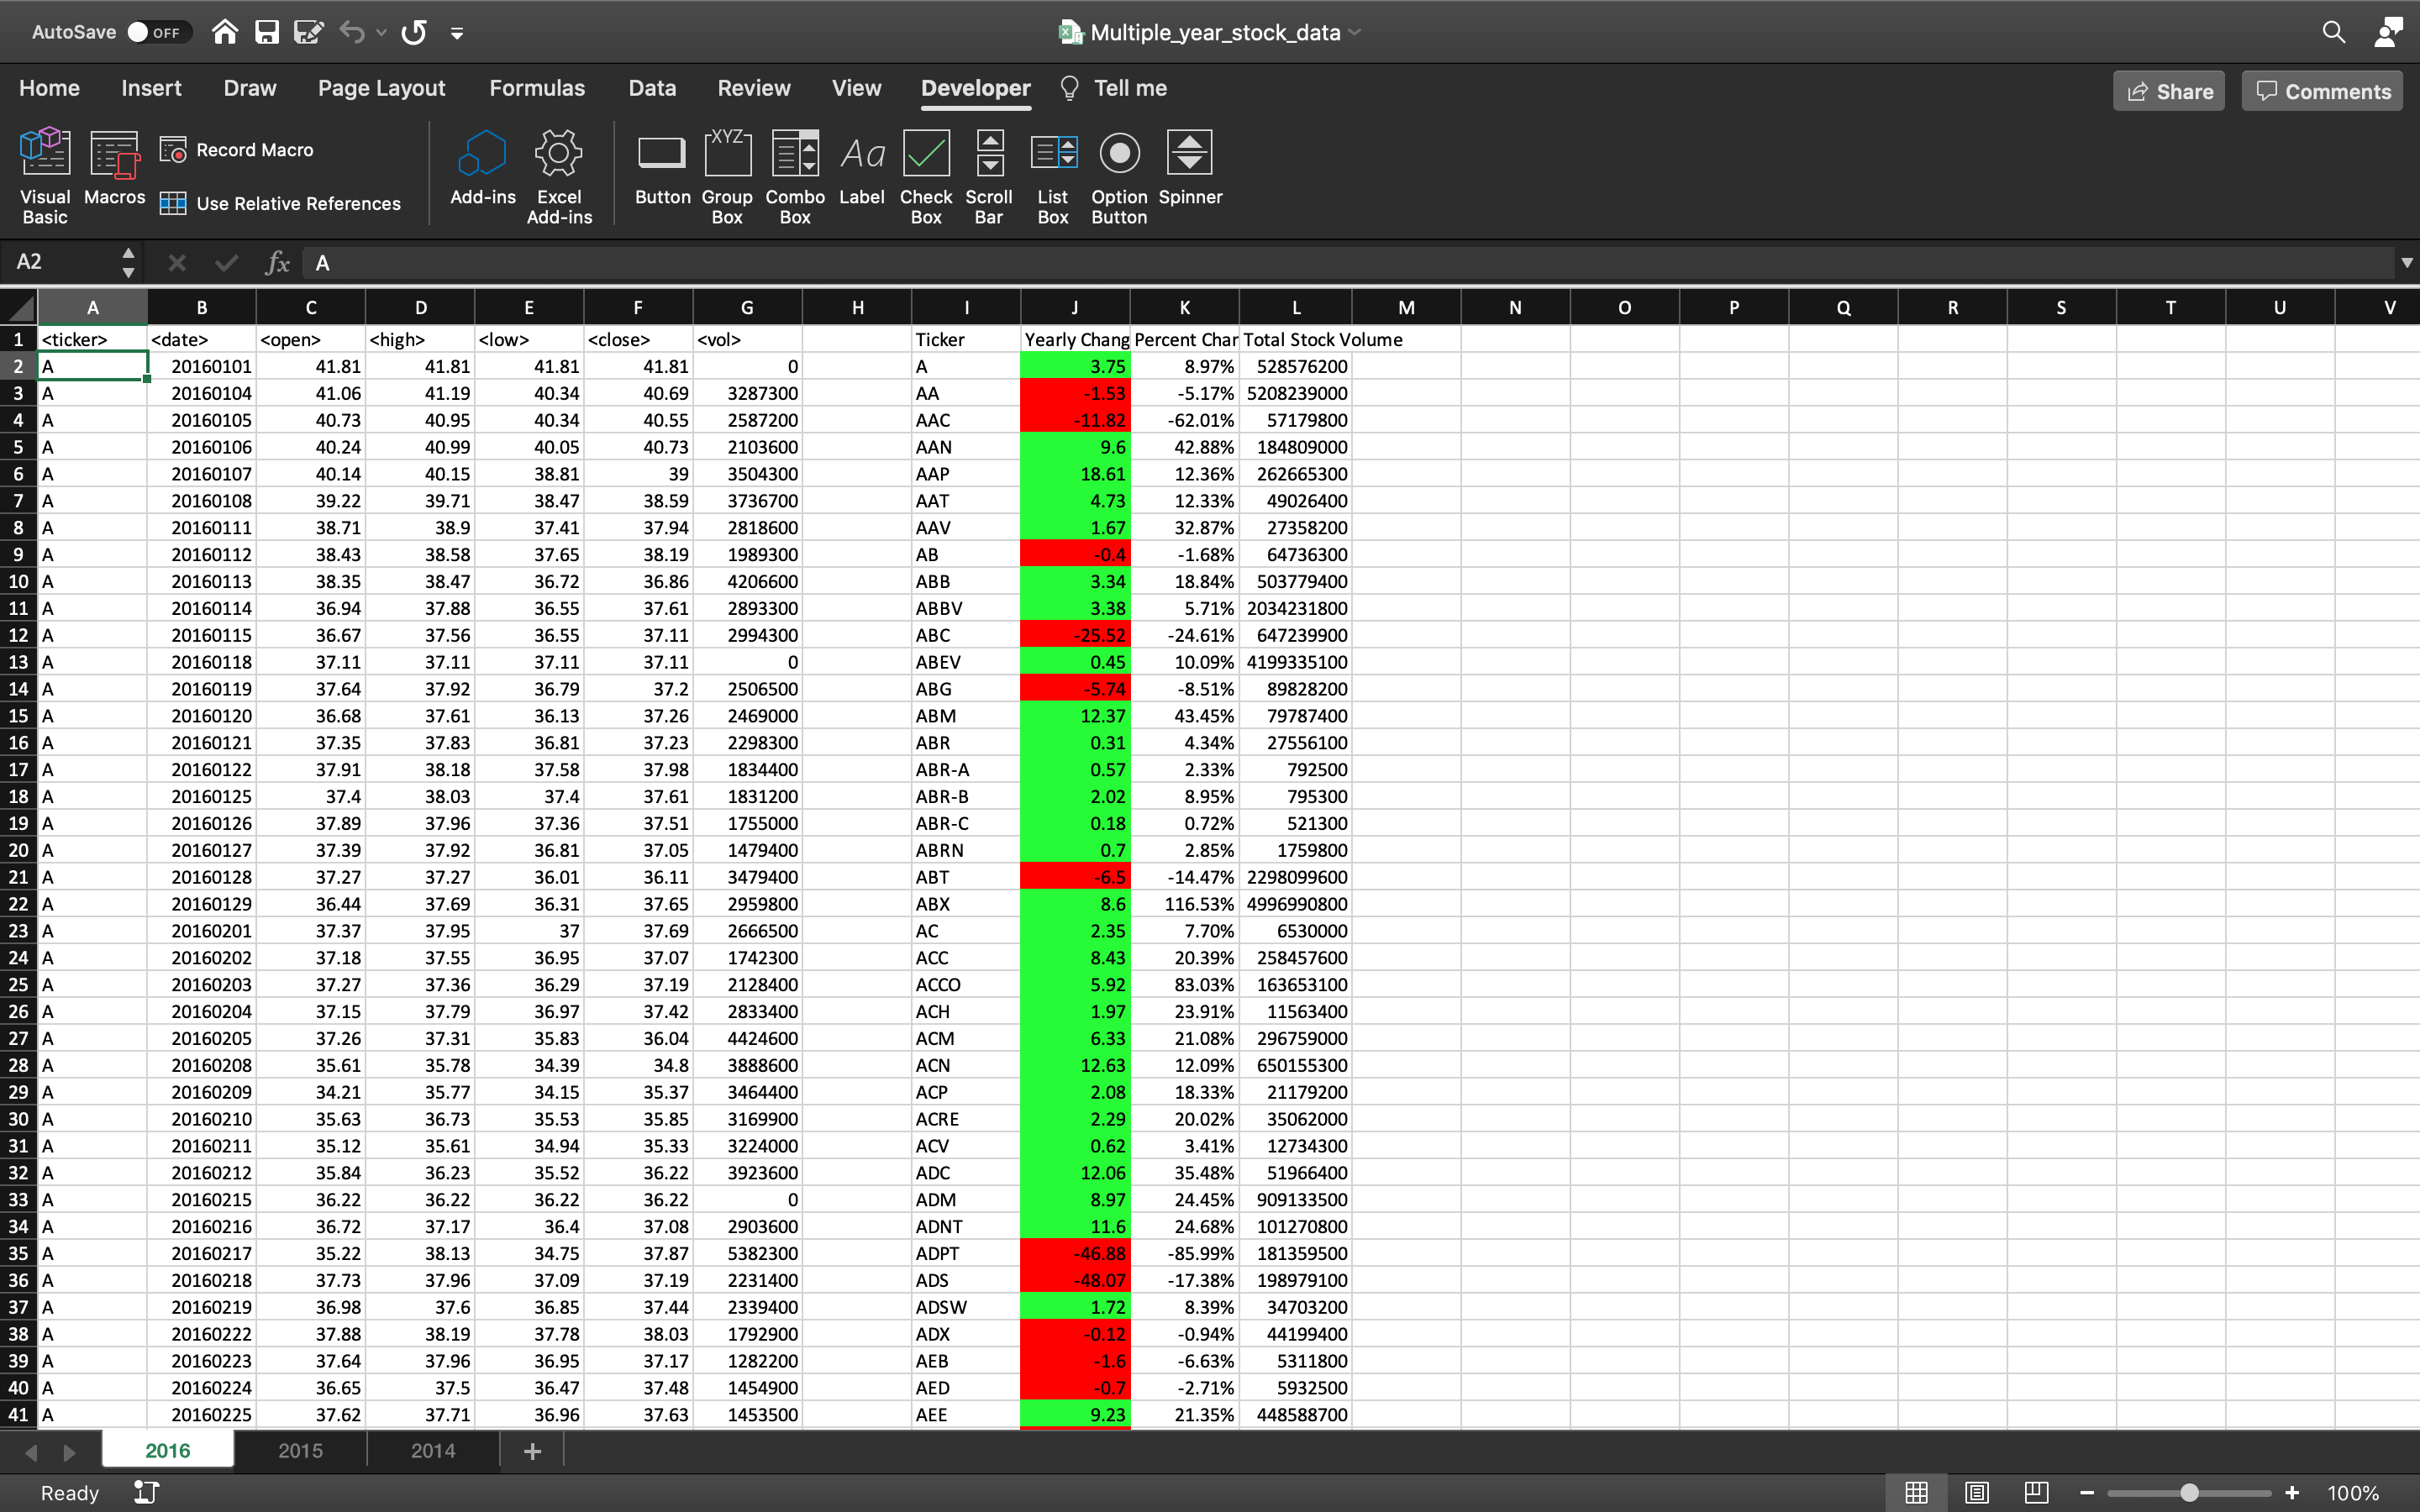 AutoSave OFF Multiple_year_stock_data
Home Insert Draw Page Layout Formulas Data Review View Developer Tell me Share Comments
Visual Basic Macros Record Macro Use Relative References Add-ins Excel Add-ins Button XYZ Group Box Combo Box Aa Label Check Box Scroll Bar List Box Option Button Spinner
A2 fx A
A B C D E F G H I J K L M N O P Q R S T U V
1 <ticker> <date> <open> <high> <low> <close> <vol> Ticker Yearly Chang Percent Char Total Stock Volume
2 A 20160101 41.81 41.81 41.81 41.81 0 A 3.75 8.97% 528576200
3 A 20160104 41.06 41.19 40.34 40.69 3287300 AA -1.53 -5.17% 5208239000
4 A 20160105 40.73 40.95 40.34 40.55 2587200 AAC -11.82 -62.01% 57179800
5 A 20160106 40.24 40.99 40.05 40.73 2103600 AAN 9.6 42.88% 184809000
6 A 20160107 40.14 40.15 38.81 39 3504300 AAP 18.61 12.36% 262665300
7 A 20160108 39.22 39.71 38.47 38.59 3736700 AAT 4.73 12.33% 49026400
8 A 20160111 38.71 38.9 37.41 37.94 2818600 AAV 1.67 32.87% 27358200
9 A 20160112 38.43 38.58 37.65 38.19 1989300 AB -0.4 -1.68% 64736300
10 A 20160113 38.35 38.47 36.72 36.86 4206600 ABB 3.34 18.84% 503779400
11 A 20160114 36.94 37.88 36.55 37.61 2893300 ABBV 3.38 5.71% 2034231800
12 A 20160115 36.67 37.56 36.55 37.11 2994300 ABC -25.52 -24.61% 647239900
13 A 20160118 37.11 37.11 37.11 37.11 0 ABEV 0.45 10.09% 4199335100
14 A 20160119 37.64 37.92 36.79 37.2 2506500 ABG -5.74 -8.51% 89828200
15 A 20160120 36.68 37.61 36.13 37.26 2469000 ABM 12.37 43.45% 79787400
16 A 20160121 37.35 37.83 36.81 37.23 2298300 ABR 0.31 4.34% 27556100
17 A 20160122 37.91 38.18 37.58 37.98 1834400 ABR-A 0.57 2.33% 792500
18 A 20160125 37.4 38.03 37.4 37.61 1831200 ABR-B 2.02 8.95% 795300
19 A 20160126 37.89 37.96 37.36 37.51 1755000 ABR-C 0.18 0.72% 521300
20 A 20160127 37.39 37.92 36.81 37.05 1479400 ABRN 0.7 2.85% 1759800
21 A 20160128 37.27 37.27 36.01 36.11 3479400 ABT -6.5 -14.47% 2298099600
22 A 20160129 36.44 37.69 36.31 37.65 2959800 ABX 8.6 116.53% 4996990800
23 A 20160201 37.37 37.95 37 37.69 2666500 AC 2.35 7.70% 6530000
24 A 20160202 37.18 37.55 36.95 37.07 1742300 ACC 8.43 20.39% 258457600
25 A 20160203 37.27 37.36 36.29 37.19 2128400 ACCO 5.92 83.03% 163653100
26 A 20160204 37.15 37.79 36.97 37.42 2833400 ACH 1.97 23.91% 11563400
27 A 20160205 37.26 37.31 35.83 36.04 4424600 ACM 6.33 21.08% 296759000
28 A 20160208 35.61 35.78 34.39 34.8 3888600 ACN 12.63 12.09% 650155300
29 A 20160209 34.21 35.77 34.15 35.37 3464400 ACP 2.08 18.33% 21179200
30 A 20160210 35.63 36.73 35.53 35.85 3169900 ACRE 2.29 20.02% 35062000
31 A 20160211 35.12 35.61 34.94 35.33 3224000 ACV 0.62 3.41% 12734300
32 A 20160212 35.84 36.23 35.52 36.22 3923600 ADC 12.06 35.48% 51966400
33 A 20160215 36.22 36.22 36.22 36.22 0 ADM 8.97 24.45% 909133500
34 A 20160216 36.72 37.17 36.4 37.08 2903600 ADNT 11.6 24.68% 101270800
35 A 20160217 35.22 38.13 34.75 37.87 5382300 ADPT -46.88 -85.99% 181359500
36 A 20160218 37.73 37.96 37.09 37.19 2231400 ADS -48.07 -17.38% 198979100
37 A 20160219 36.98 37.6 36.85 37.44 2339400 ADSW 1.72 8.39% 34703200
38 A 20160222 37.88 38.19 37.78 38.03 1792900 ADX -0.12 -0.94% 44199400
39 A 20160223 37.64 37.96 36.95 37.17 1282200 AEB -1.6 -6.63% 5311800
40 A 20160224 36.65 37.5 36.47 37.48 1454900 AED -0.7 -2.71% 5932500
41 A 20160225 37.62 37.71 36.96 37.63 1453500 AEE 9.23 21.35% 448588700
2016 2015 2014 +
Ready 100%